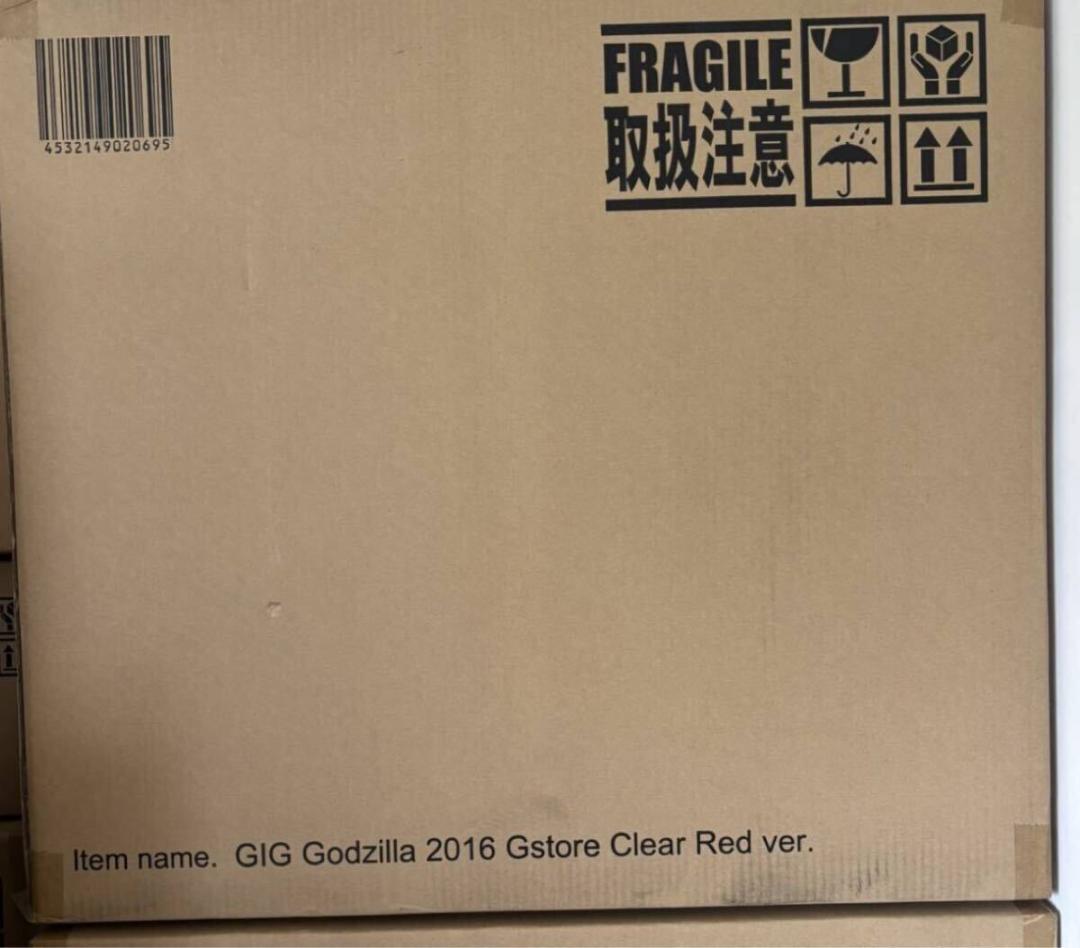 4532149020695
FRAGILE
取扱注意
Item name. GIG Godzilla 2016 Gstore Clear Red ver.